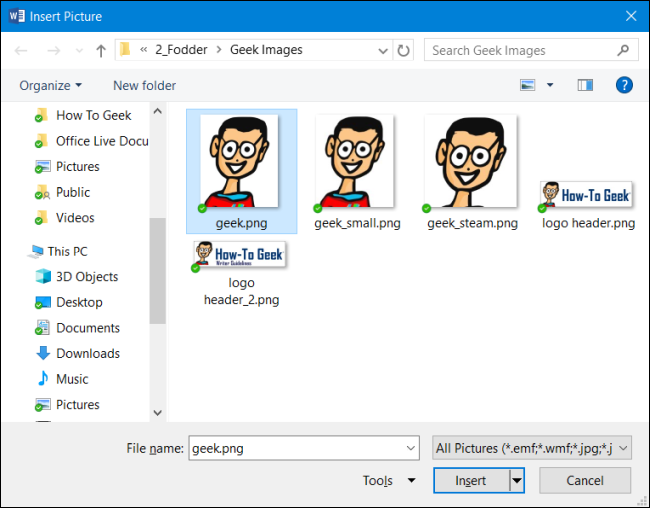 Insert Picture
« 2_Fodder > Geek Images
Search Geek Images
Organize
New folder
?
How To Geek
Office Live Docu
Pictures
Public
Videos
This PC
3D Objects
Desktop
Documents
Downloads
Music
Pictures
geek.png
geek_small.png
geek_steam.png
How-To Geek
logo header.png
How-To Geek
Writer Guidelines
logo
header_2.png
File name:
geek.png
All Pictures (*.emf;*.wmf;*.jpg;*.j
Tools
Insert
Cancel